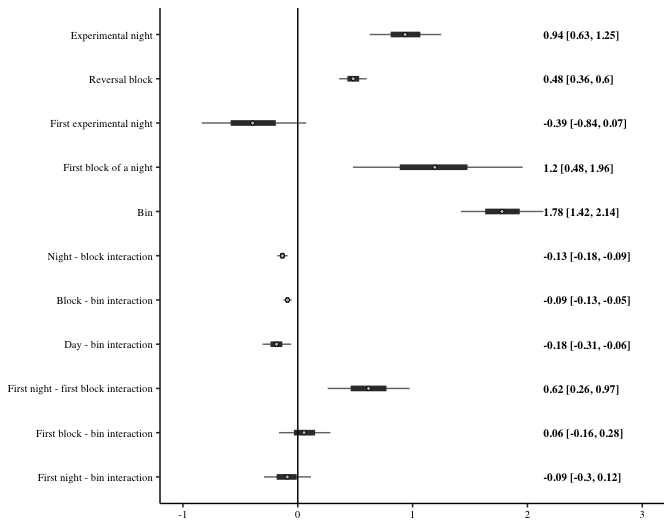 Experimental night 0.94 [0.63, 1.25]
Reversal block 0.48 [0.36, 0.6]
First experimental night -0.39 [-0.84, 0.07]
First block of a night 1.2 [0.48, 1.96]
Bin 1.78 [1.42, 2.14]
Night - block interaction -0.13 [-0.18, -0.09]
Block - bin interaction -0.09 [-0.13, -0.05]
Day - bin interaction -0.18 [-0.31, -0.06]
First night - first block interaction 0.62 [0.26, 0.97]
First block - bin interaction 0.06 [-0.16, 0.28]
First night - bin interaction -0.09 [-0.3, 0.12]
-1 0 1 2 3